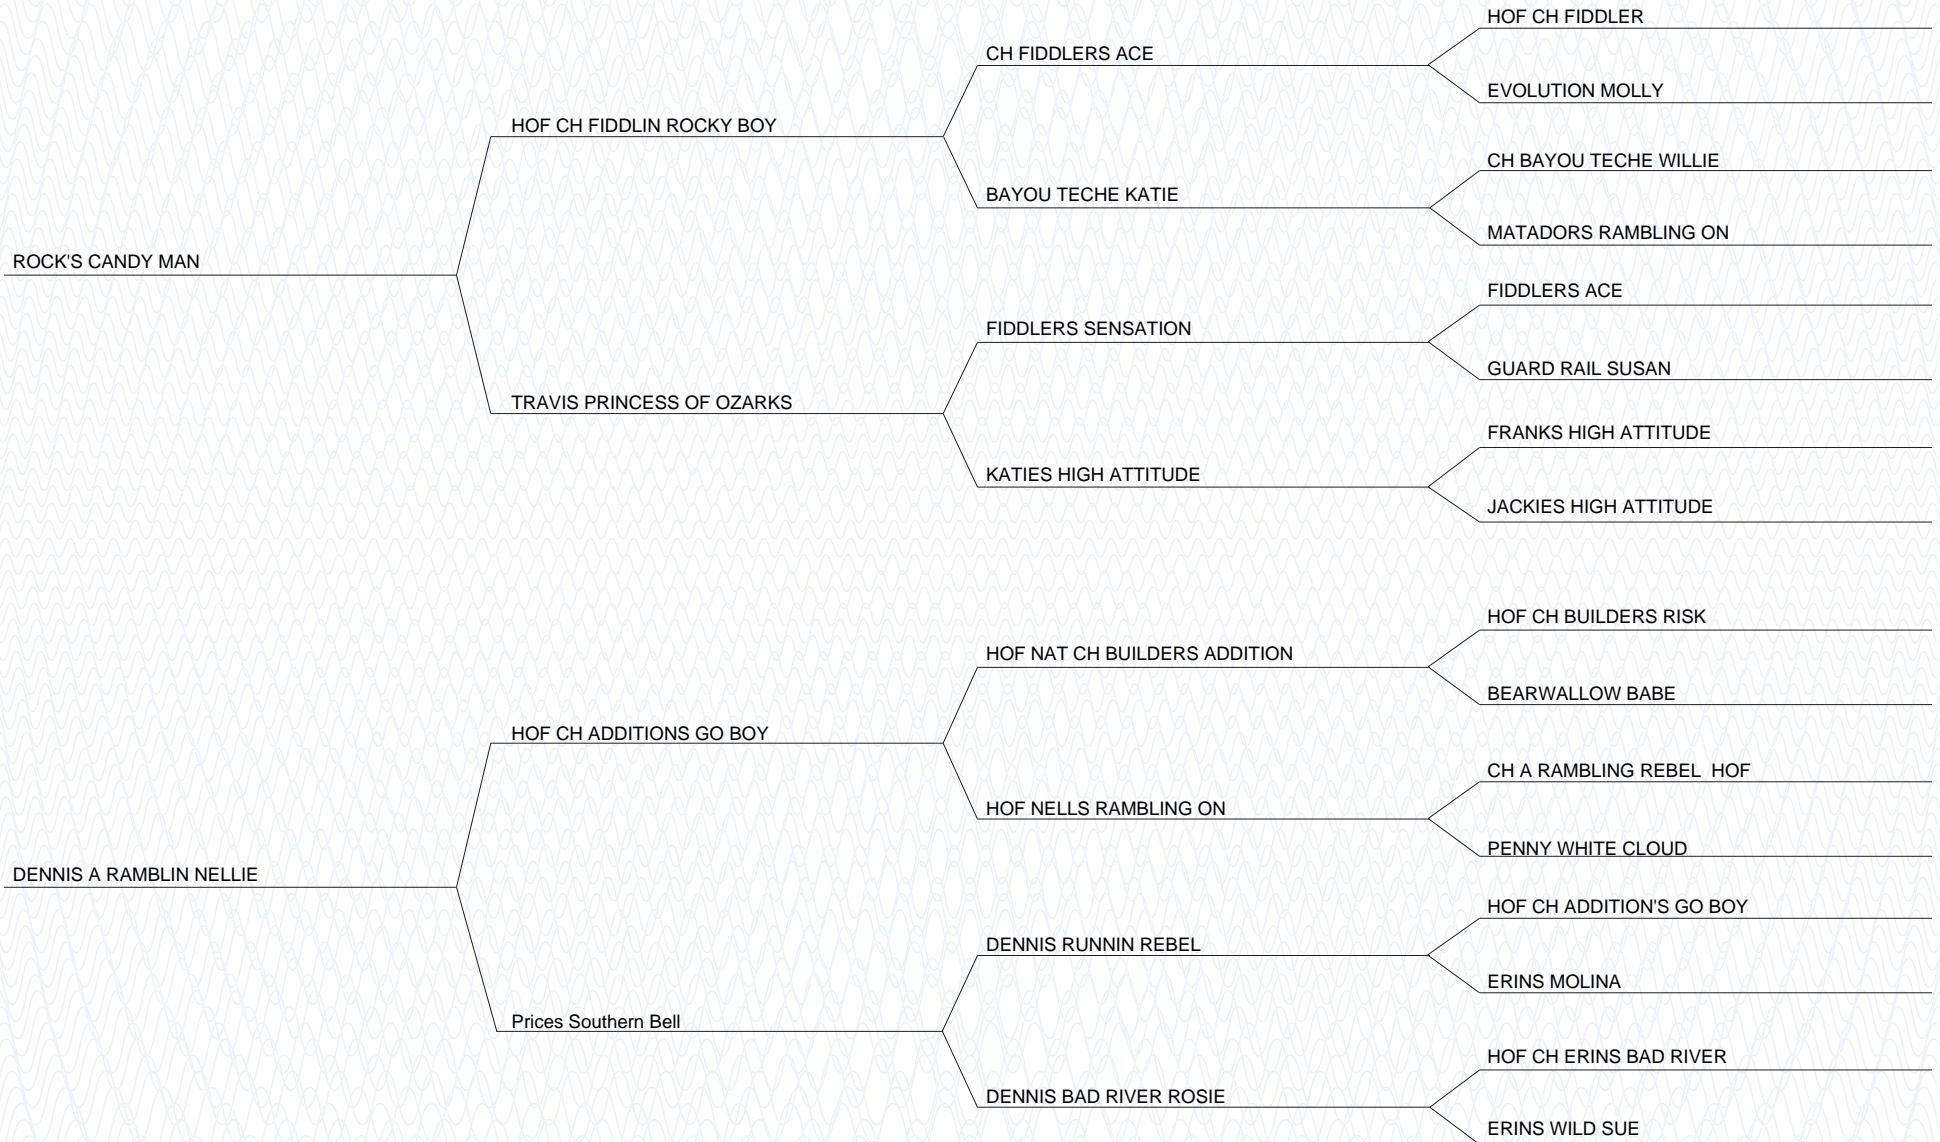 HOF CH FIDDLER
CH FIDDLERS ACE
EVOLUTION MOLLY
HOF CH FIDDLIN ROCKY BOY
CH BAYOU TECHE WILLIE
BAYOU TECHE KATIE
MATADORS RAMBLING ON
ROCK'S CANDY MAN
FIDDLERS ACE
FIDDLERS SENSATION
GUARD RAIL SUSAN
TRAVIS PRINCESS OF OZARKS
FRANKS HIGH ATTITUDE
KATIES HIGH ATTITUDE
JACKIES HIGH ATTITUDE
HOF CH BUILDERS RISK
HOF NAT CH BUILDERS ADDITION
BEARWALLOW BABE
HOF CH ADDITIONS GO BOY
CH A RAMBLING REBEL  HOF
HOF NELLS RAMBLING ON
PENNY WHITE CLOUD
DENNIS A RAMBLIN NELLIE
HOF CH ADDITION'S GO BOY
DENNIS RUNNIN REBEL
ERINS MOLINA
Prices Southern Bell
HOF CH ERINS BAD RIVER
DENNIS BAD RIVER ROSIE
ERINS WILD SUE